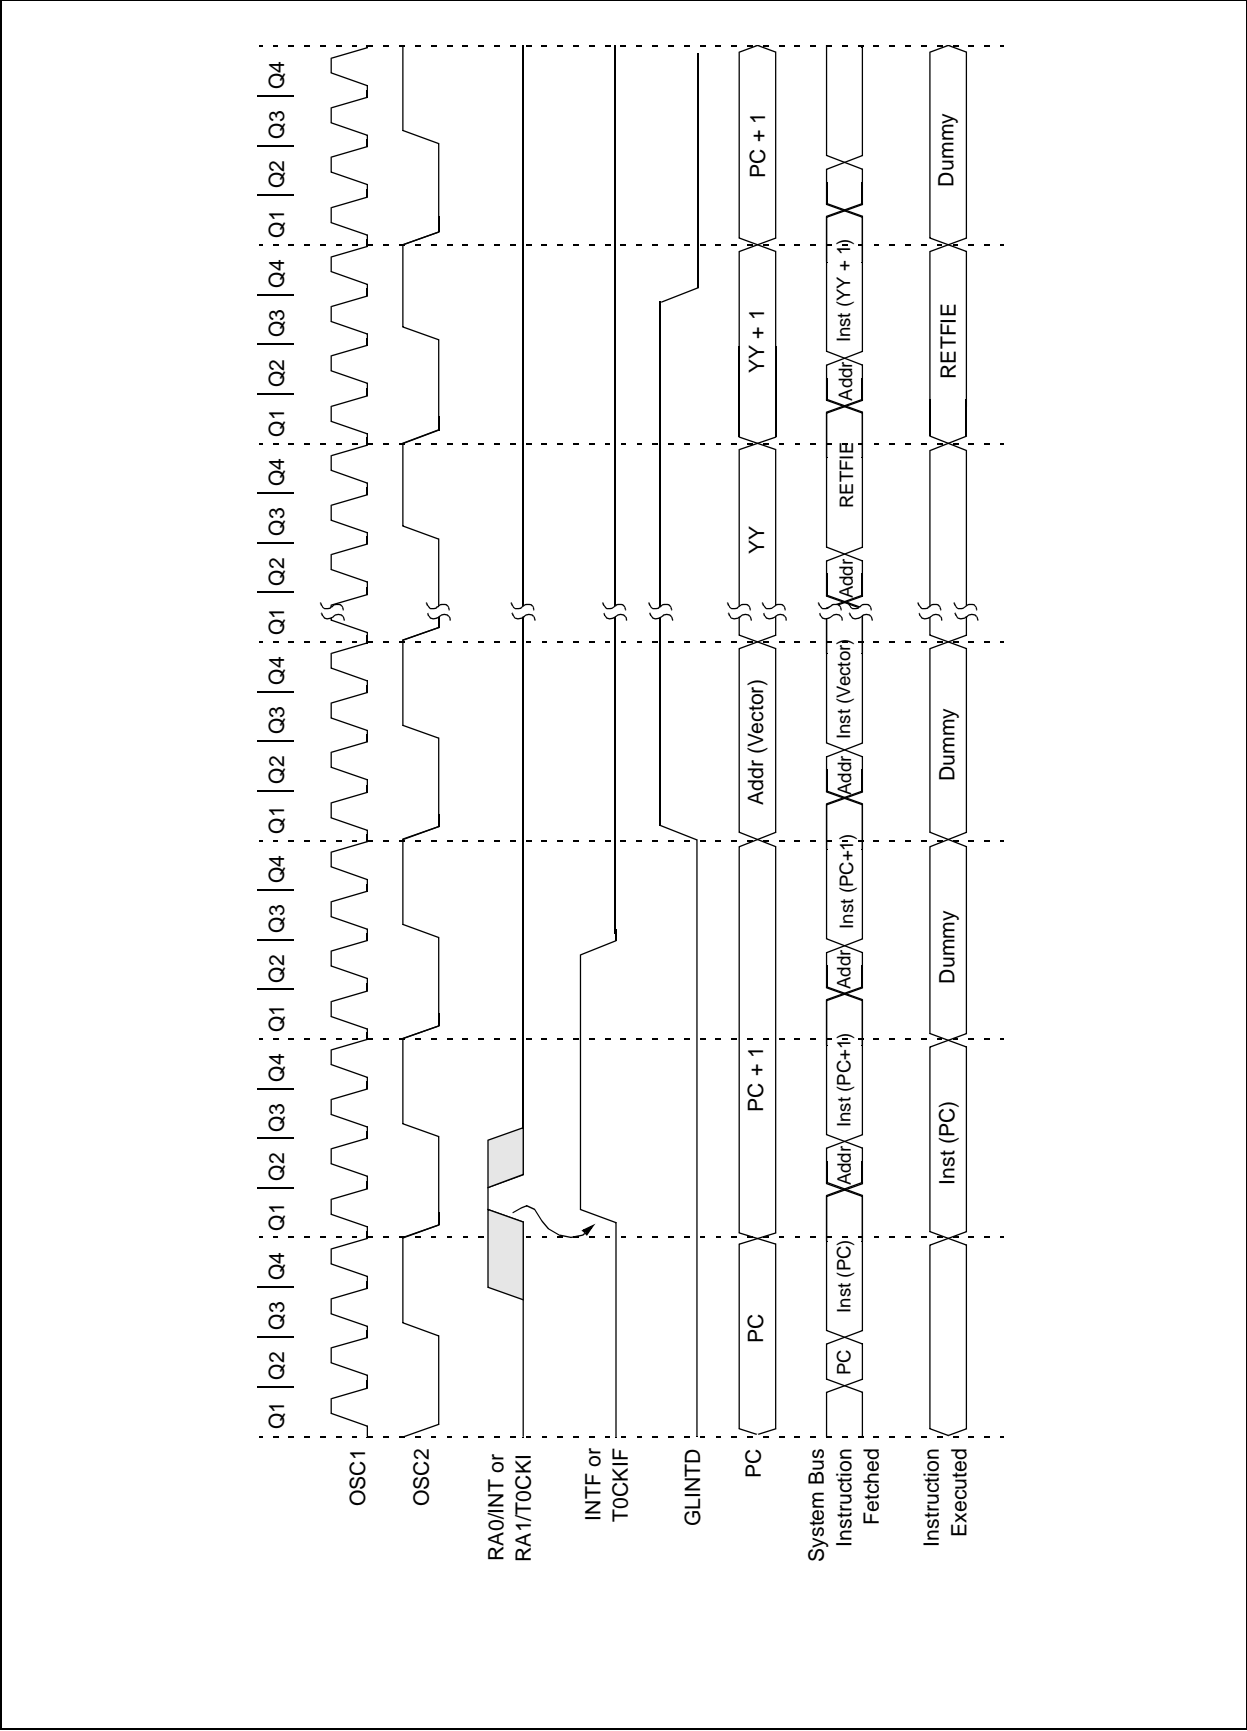 Q1 Q2 Q3 Q4 Q1 Q2 Q3 Q4 Q1 Q2 Q3 Q4 Q1 Q2 Q3 Q4 Q1 Q2 Q3 Q4 Q1 Q2 Q3 Q4 Q1 Q2 Q3 Q4
OSC1
OSC2
RA0/INT or
RA1/T0CKI
INTF or
T0CKIF
GLINTD
PC PC PC + 1 Addr (Vector) YY YY + 1 PC + 1
System Bus
Instruction PC Inst (PC) Addr Inst (PC+1) Addr Inst (PC+1) Addr Inst (Vector) Addr RETFIE Addr Inst (YY + 1)
Fetched
Instruction
Executed
Inst (PC) Dummy Dummy RETFIE Dummy